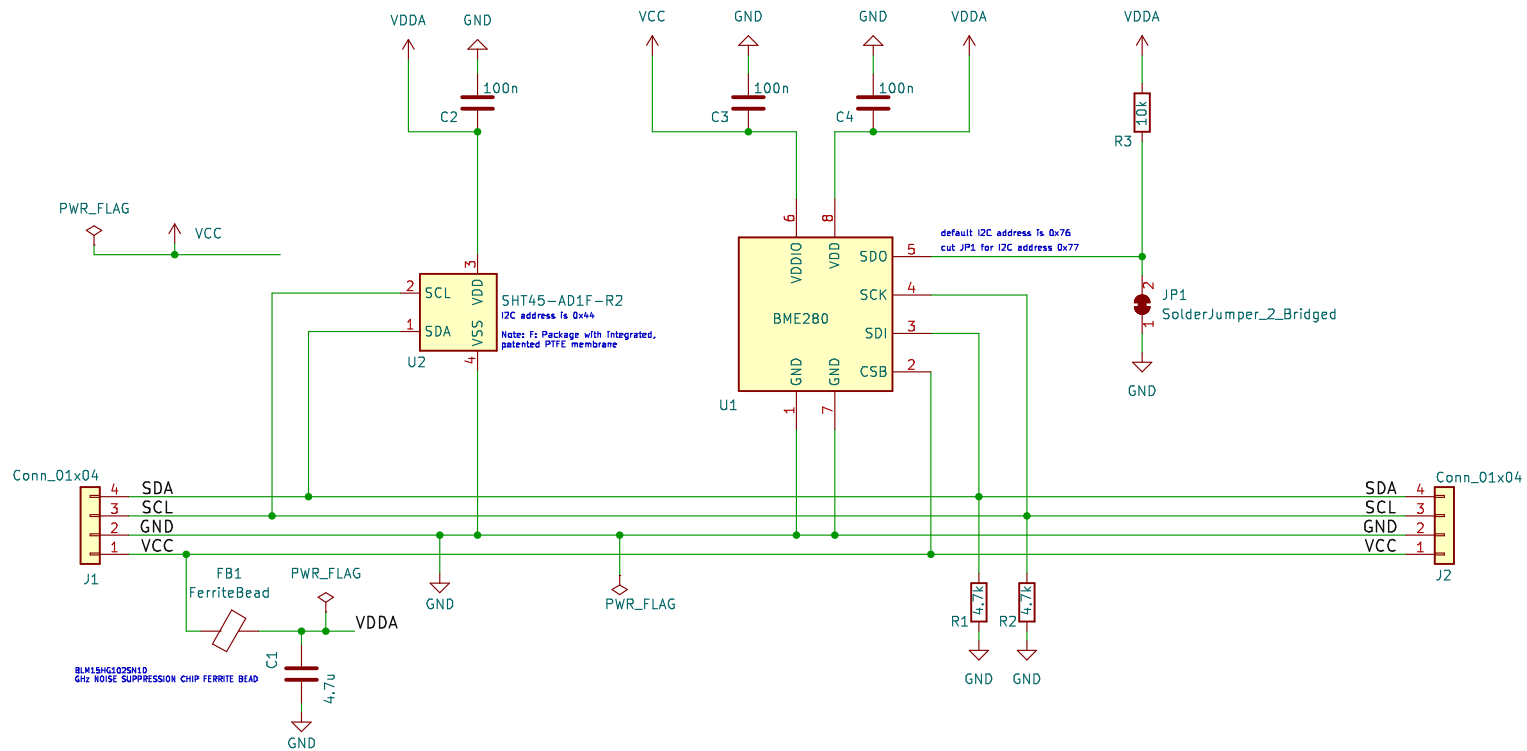 VDDA
GND
VCC
GND
GND
VDDA
VDDA
100n
C2
100n
C3
100n
C4
10k
R3
PWR_FLAG
VCC
6
8
VDDIO
VDD
SDO
5
SCK
4
BME280
SDI
3
CSB
2
GND
GND
U1
1
7
default I2C address is 0x76
cut JP1 for I2C address 0x77
2
JP1
SolderJumper_2_Bridged
1
GND
3
2
SCL
VDD
1
SDA
VSS
U2
4
SHT45-AD1F-R2
I2C address is 0x44
Note: F: Package with integrated,
patented PTFE membrane
Conn_01x04
4
SDA
3
SCL
2
GND
1
VCC
J1
Conn_01x04
SDA
4
SCL
3
GND
2
VCC
1
J2
FB1
FerriteBead
PWR_FLAG
VDDA
GND
PWR_FLAG
C1
4.7u
BLM15HG102SN1D
GHz NOISE SUPPRESSION CHIP FERRITE BEAD
GND
4.7k
R1
4.7k
R2
GND
GND